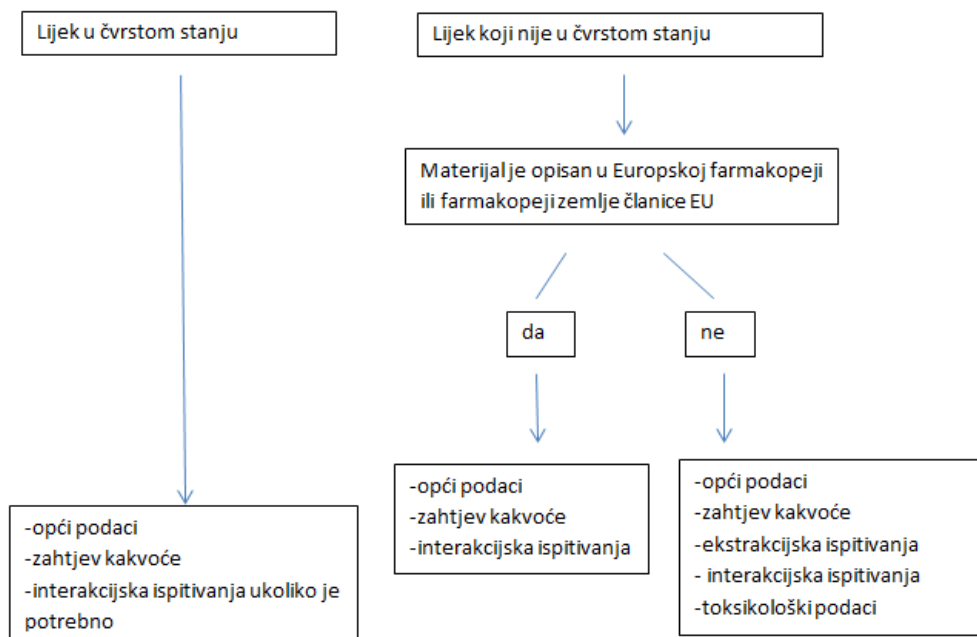 Lijek u čvrstom stanju
Lijek koji nije u čvrstom stanju
Materijal je opisan u Europskoj farmakopeji
ili farmakopeji zemlje članice EU
da
ne
-opći podaci
-zahtjev kakvoće
-interakcijska ispitivanja ukoliko je
potrebno
-opći podaci
-zahtjev kakvoće
-interakcijska ispitivanja
-opći podaci
-zahtjev kakvoće
-ekstrakcijska ispitivanja
- interakcijska ispitivanja
-toksikološki podaci